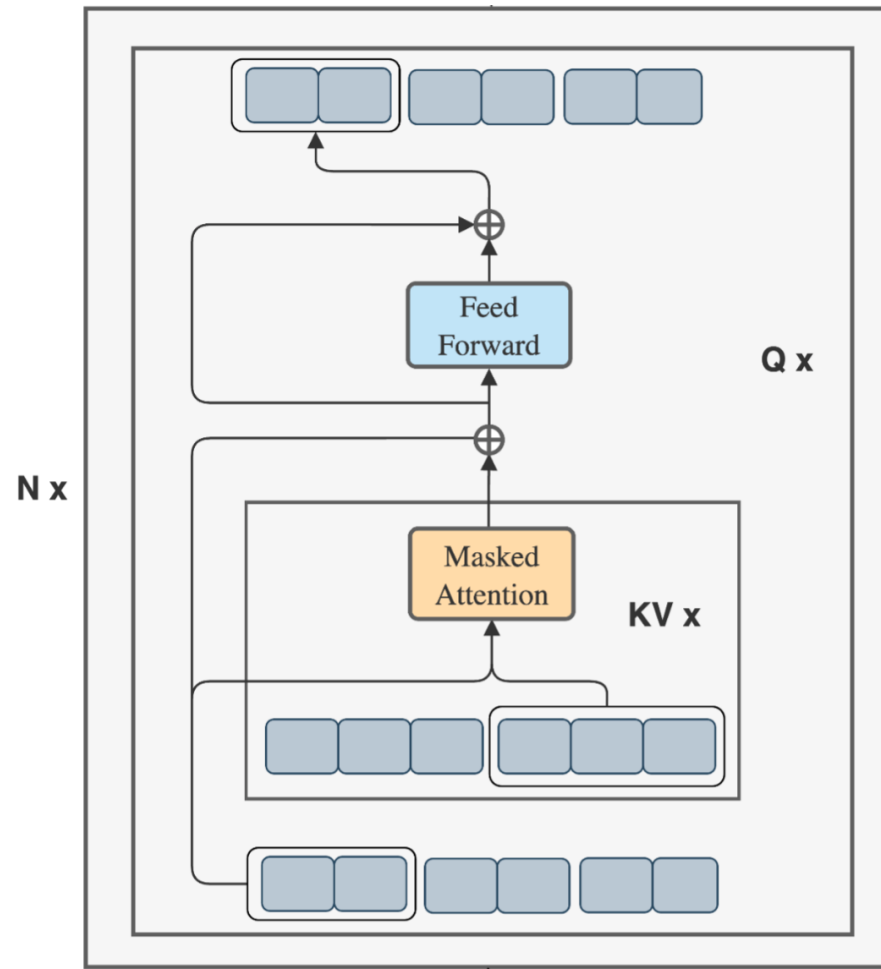 Feed
Forward
Q x
N x
Masked
Attention
KV x